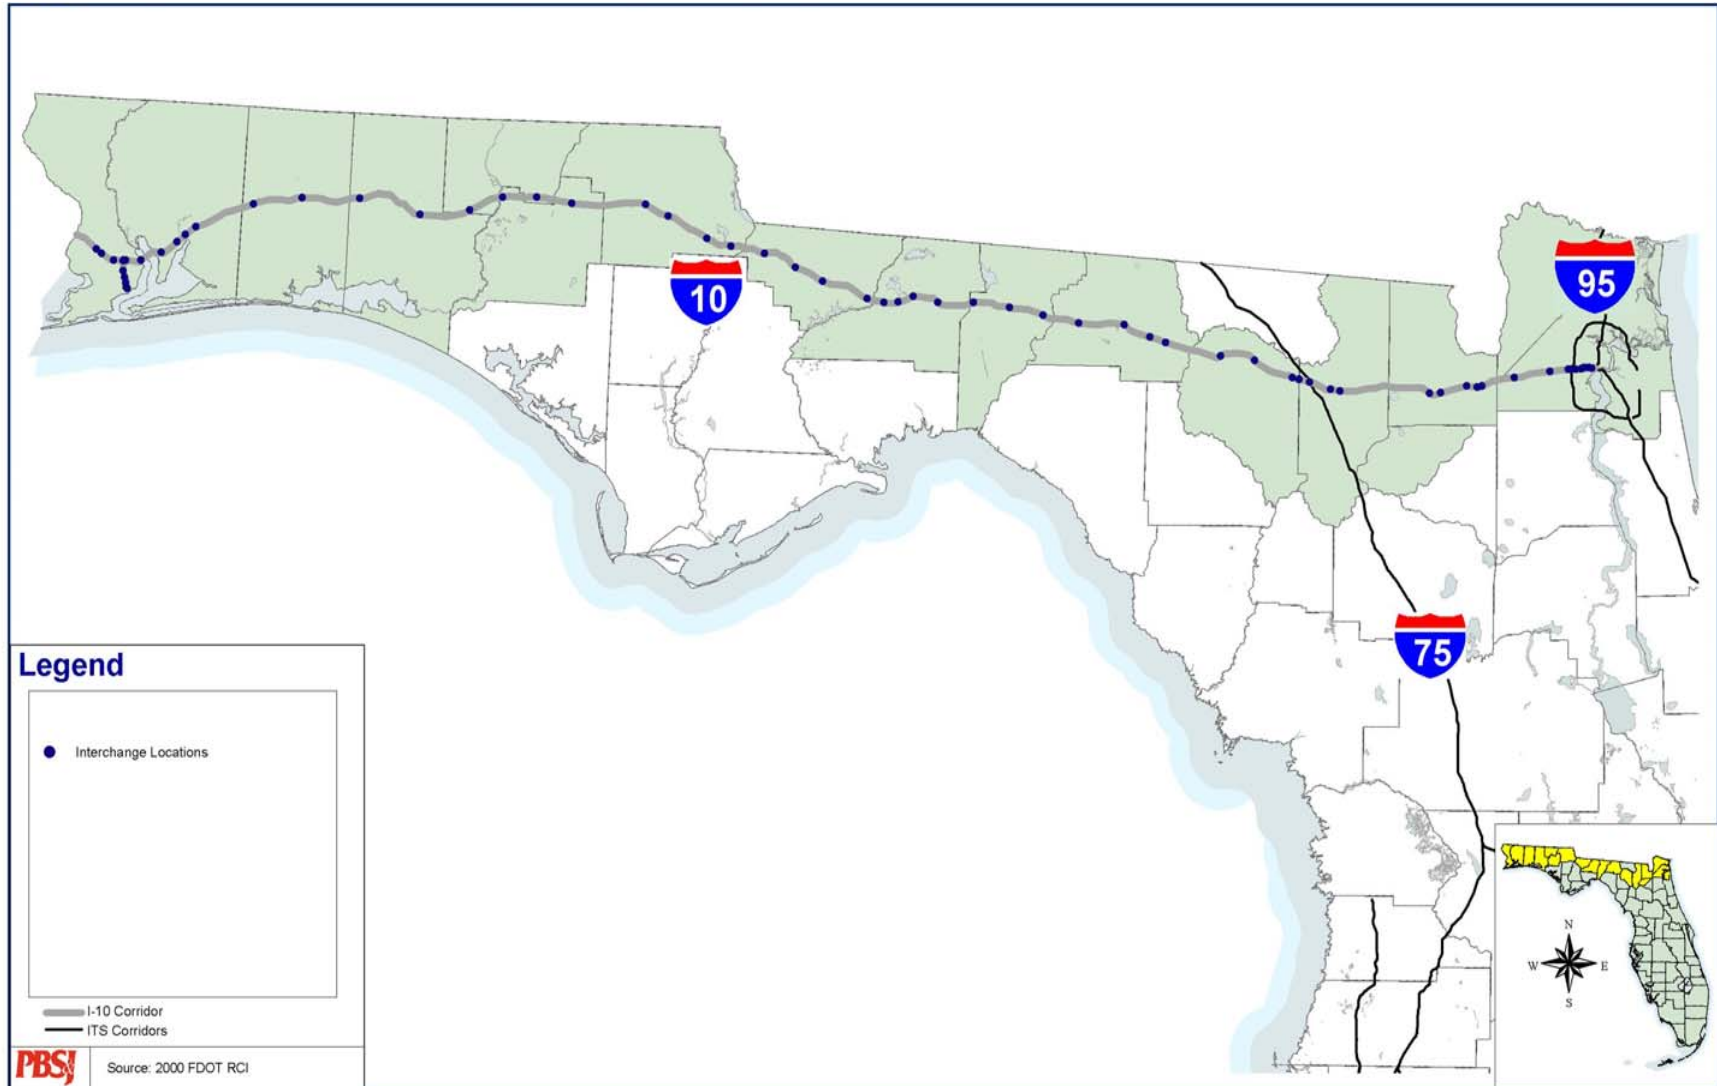 10
95
75
Legend
Interchange Locations
I-10 Corridor
ITS Corridors
PBSJ
Source: 2000 FDOT RCI
N
W E
S